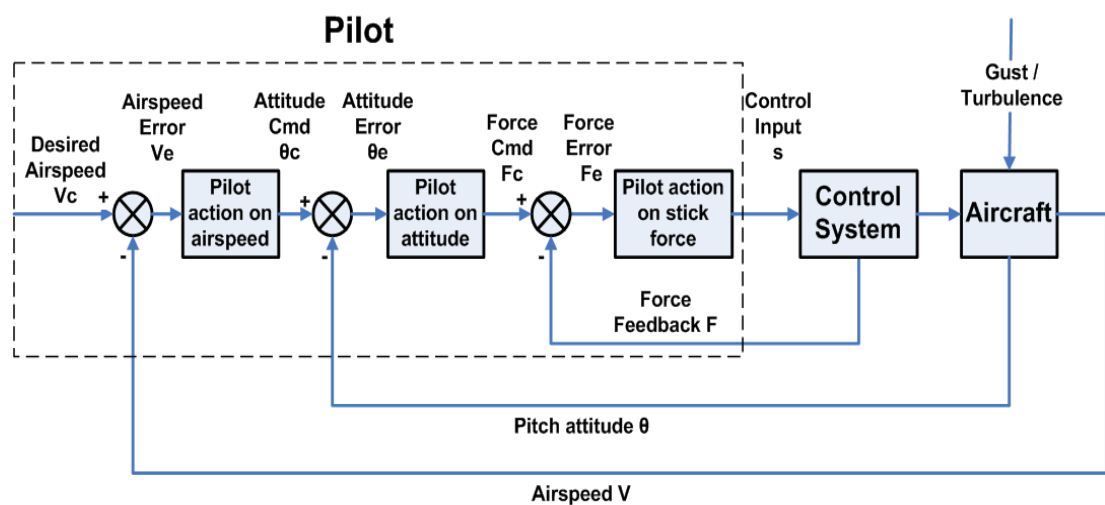 Pilot
Gust /
Turbulence
Desired
Airspeed
Vc
Airspeed
Error
Ve
Attitude
Cmd
θc
Attitude
Error
θe
Force
Cmd
Fc
Force
Error
Fe
Control
Input
s
+
-
Pilot
action on
airspeed
+
-
Pilot
action on
attitude
+
-
Pilot action
on stick
force
Control
System
Aircraft
Force
Feedback F
Pitch attitude θ
Airspeed V